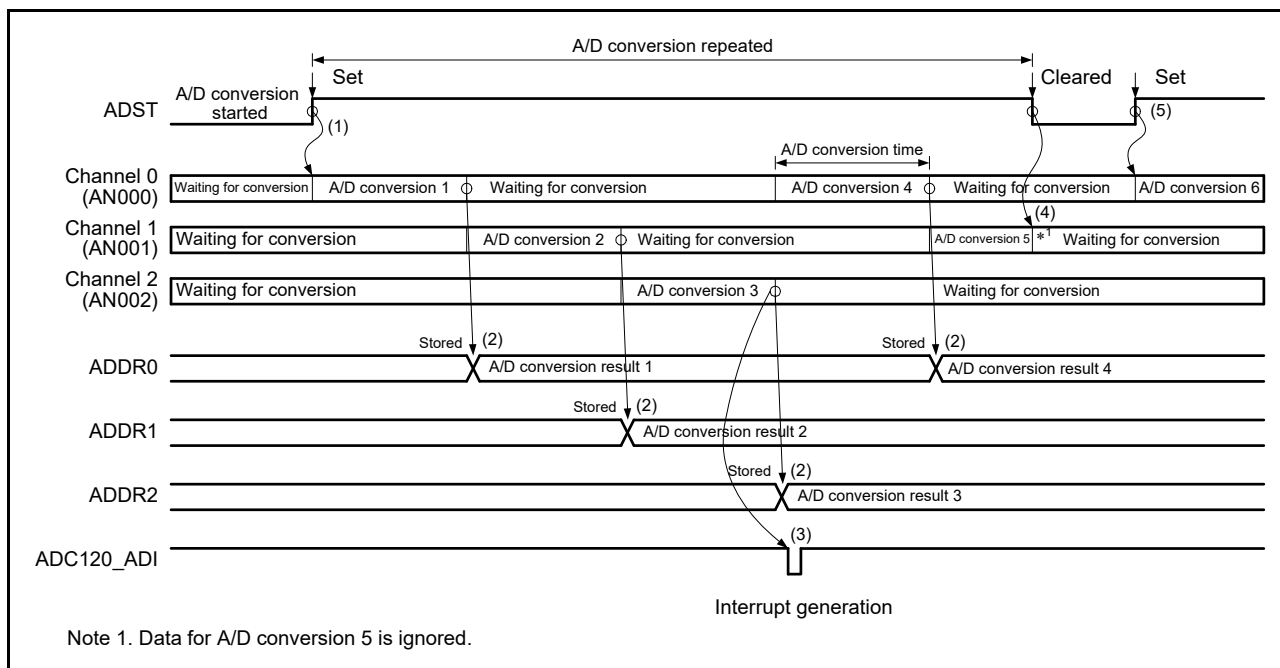 A/D conversion repeated
Set
Cleared
Set
A/D conversion
started
ADST
(1)
(5)
A/D conversion time
Channel 0
(AN000)
Waiting for conversion
A/D conversion 1
Waiting for conversion
A/D conversion 4
Waiting for conversion
A/D conversion 6
(4)
Channel 1
(AN001)
Waiting for conversion
A/D conversion 2
Waiting for conversion
A/D conversion 5
*1
Waiting for conversion
Channel 2
(AN002)
Waiting for conversion
A/D conversion 3
Waiting for conversion
Stored
(2)
Stored
(2)
ADDR0
A/D conversion result 1
A/D conversion result 4
Stored
(2)
ADDR1
A/D conversion result 2
Stored
(2)
ADDR2
A/D conversion result 3
(3)
ADC120_ADI
Interrupt generation
Note 1. Data for A/D conversion 5 is ignored.